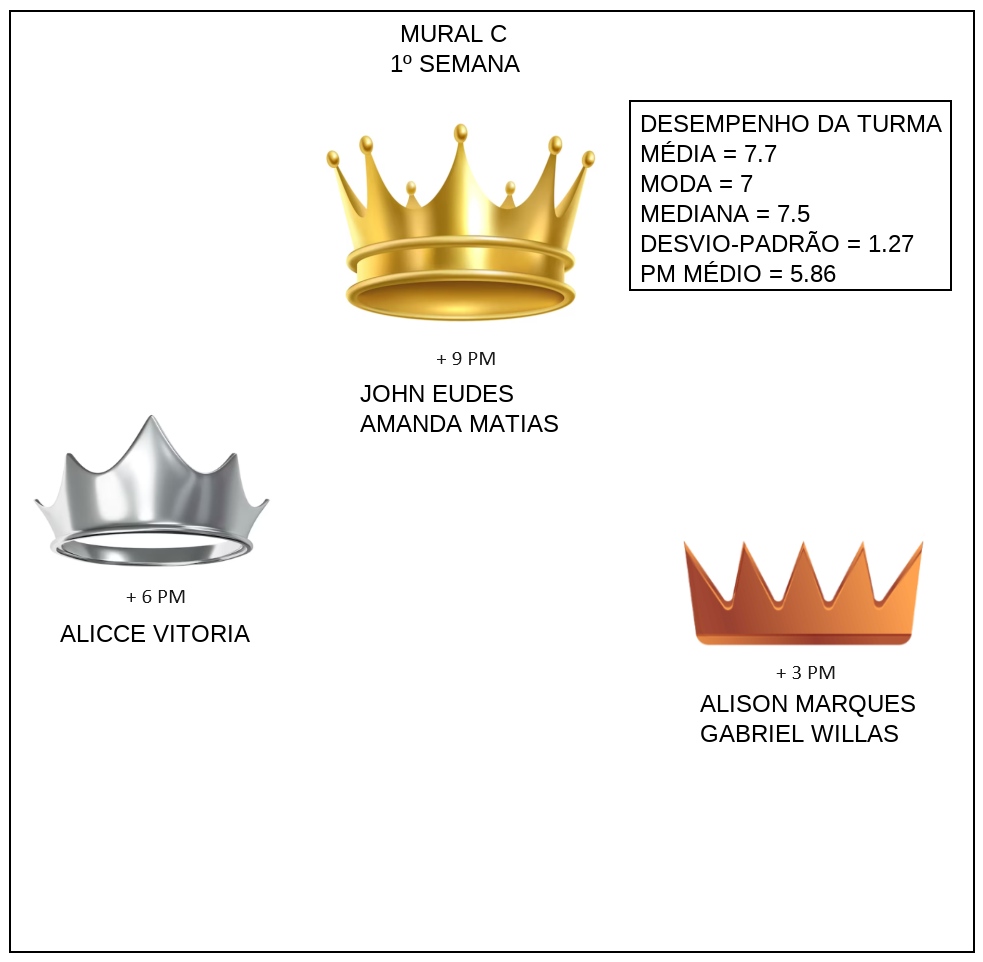 MURAL C
1º SEMANA
DESEMPENHO DA TURMA
MÉDIA = 7.7
MODA = 7
MEDIANA = 7.5
DESVIO-PADRÃO = 1.27
PM MÉDIO = 5.86
+ 9 PM
JOHN EUDES
AMANDA MATIAS
+ 6 PM
ALICCE VITORIA
+ 3 PM
ALISON MARQUES
GABRIEL WILLAS